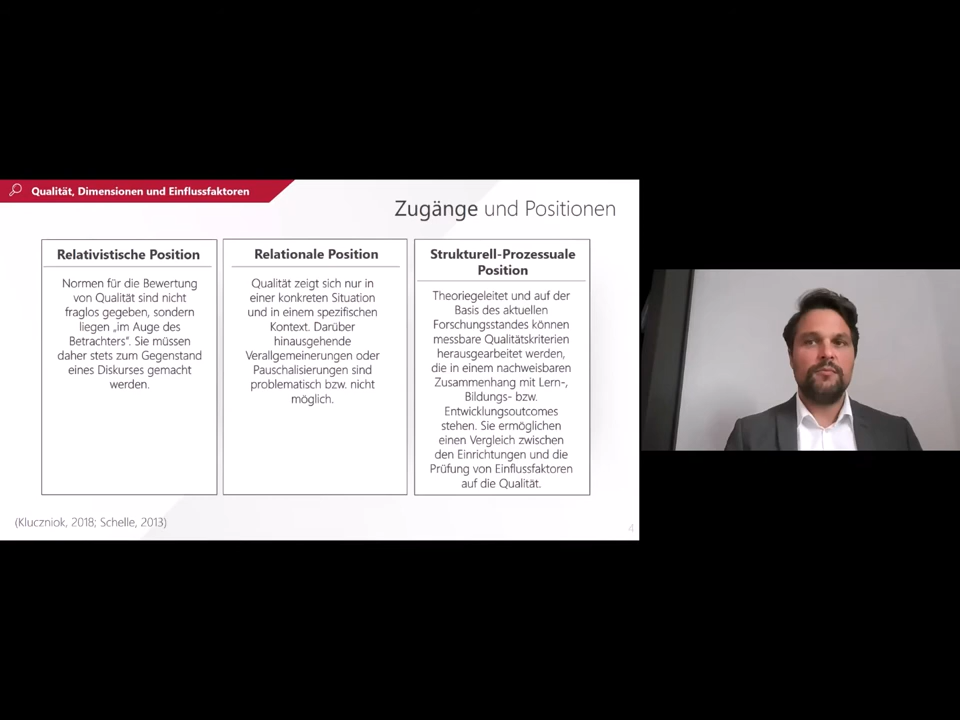 Qualität, Dimensionen und Einflussfaktoren
Zugänge und Positionen
Relativistische Position
Normen für die Bewertung
von Qualität sind nicht
fraglos gegeben, sondern
liegen „im Auge des
Betrachters“. Sie müssen
daher stets zum Gegenstand
eines Diskurses gemacht
werden.
Relationale Position
Qualität zeigt sich nur in
einer konkreten Situation
und in einem spezifischen
Kontext. Darüber
hinausgehende
Verallgemeinerungen oder
Pauschalisierungen sind
problematisch bzw. nicht
möglich.
Strukturell-Prozessuale
Position
Theoriegeleitet und auf der
Basis des aktuellen
Forschungsstandes können
messbare Qualitätskriterien
herausgearbeitet werden,
die in einem nachweisbaren
Zusammenhang mit Lern-,
Bildungs- bzw.
Entwicklungsoutcomes
stehen. Sie ermöglichen
einen Vergleich zwischen
den Einrichtungen und die
Prüfung von Einflussfaktoren
auf die Qualität.
(Kluczniok, 2018; Schelle, 2013)
4